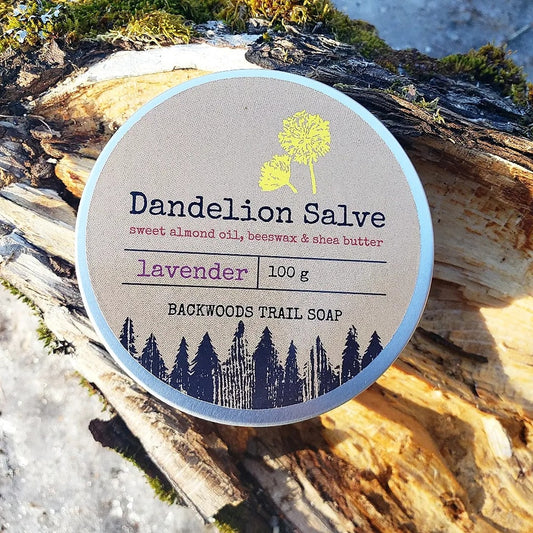 Dandelion Salve
sweet almond oil, beeswax & shea butter
lavender 100 g
BACKWOODS TRAIL SOAP